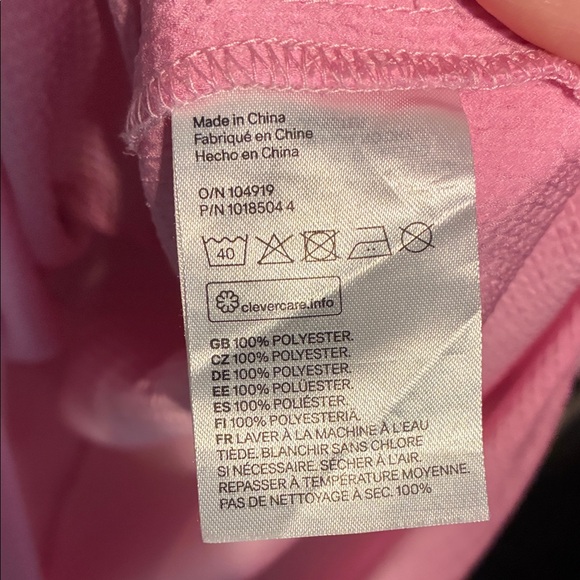 Made in China
Fabriqué en Chine
Hecho en China
O/N 104919
P/N 1018504 4
40
clevercare.info
GB 100% POLYESTER.
CZ 100% POLYESTER.
DE 100% POLYESTER.
EE 100% POLÜESTER.
ES 100% POLIÉSTER.
FI 100% POLYESTERIÄ.
FR LAVER À LA MACHINE À L'EAU
TIÈDE. BLANCHIR SANS CHLORE
SI NÉCESSAIRE. SÉCHER À L'AIR.
REPASSER À TEMPÉRATURE MOYENNE.
PAS DE NETTOYAGE À SEC. 100%